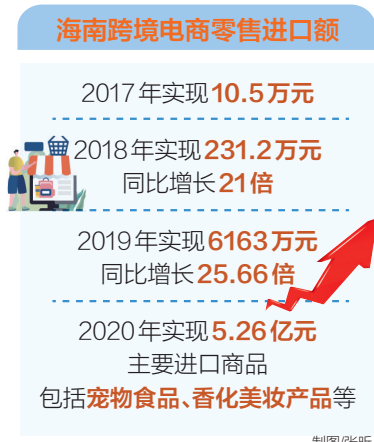 海南跨境电商零售进口额
2017年实现10.5万元
2018年实现231.2万元
同比增长21倍
2019年实现6163万元
同比增长25.66倍
2020年实现5.26亿元
主要进口商品
包括宠物食品、香化美妆产品等